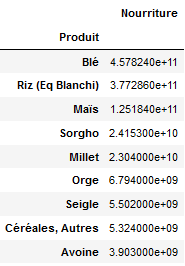 Nourriture
Produit
Blé 4.578240e+11
Riz (Eq Blanchi) 3.772860e+11
Maïs 1.251840e+11
Sorgho 2.415300e+10
Millet 2.304000e+10
Orge 6.794000e+09
Seigle 5.502000e+09
Céréales, Autres 5.324000e+09
Avoine 3.903000e+09